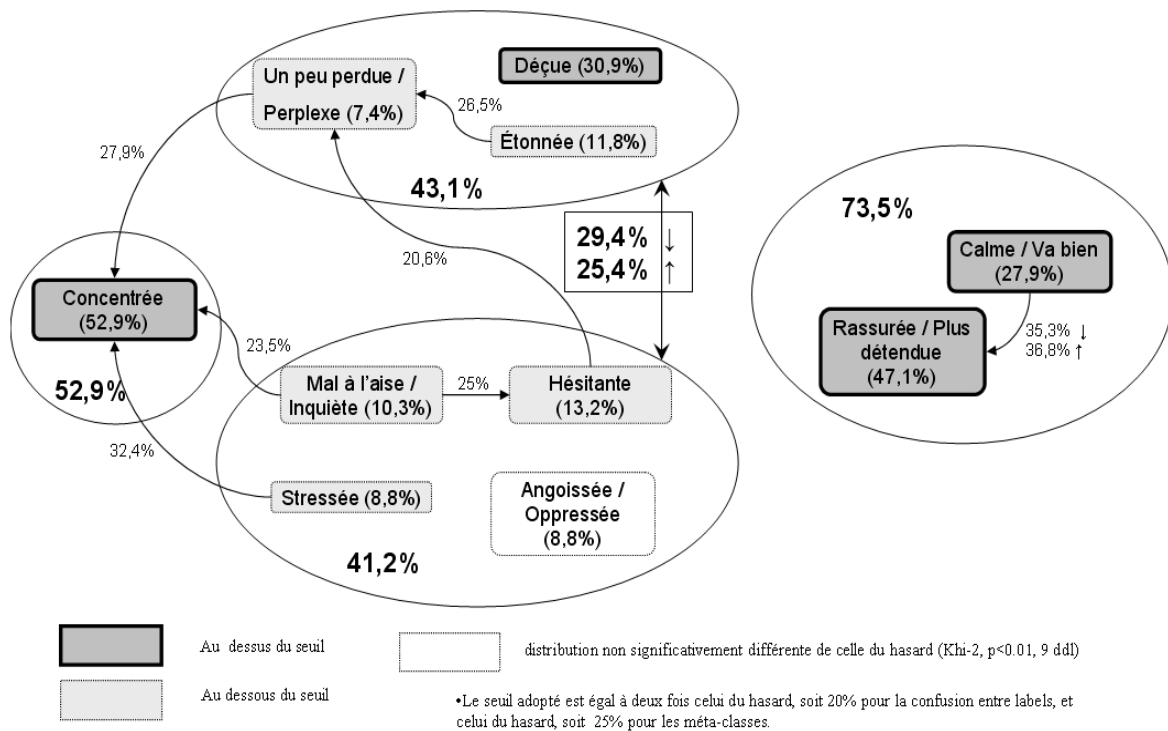 Un peu perdue /
Perplexe (7,4%)
Déçue (30,9%)
26,5%
Étonnée (11,8%)
27,9%
43,1%
73,5%
29,4% ↓
25,4% ↑
20,6%
Calme / Va bien
(27,9%)
Concentrée
(52,9%)
52,9%
Rassurée / Plus
détendue
(47,1%)
35,3% ↓
36,8% ↑
23,5%
Mal à l'aise /
Inquiète (10,3%)
25%
Hésitante
(13,2%)
32,4%
Stressée (8,8%)
Angoissée /
Oppressée
(8,8%)
41,2%
Au dessus du seuil
distribution non significativement différente de celle du hasard (Khi-2, p<0.01, 9 ddl)
Au dessous du seuil
•Le seuil adopté est égal à deux fois celui du hasard, soit 20% pour la confusion entre labels, et
celui du hasard, soit 25% pour les méta-classes.